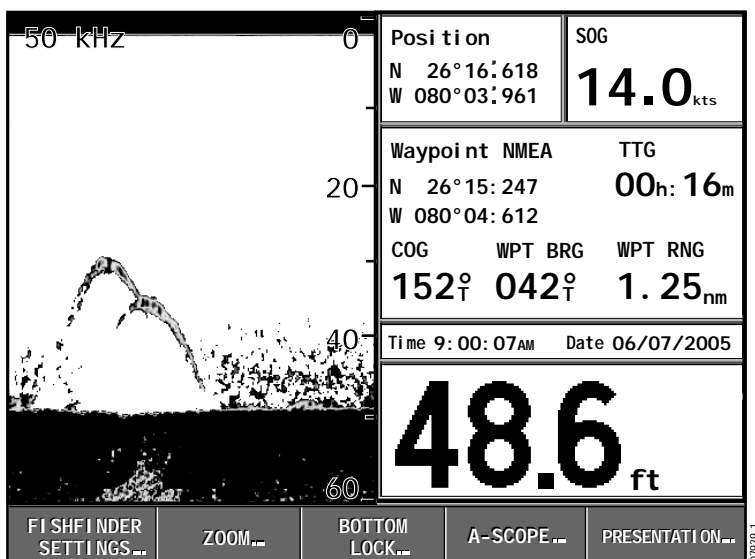 50 kHz
0
20
40
60
Position
N 26°16.618
W 080°03.961
SOG
14.0kts
Waypoint NMEA
N 26°15:247
W 080°04:612
TTG
00h:16m
COG
152°T
WPT BRG
042°T
WPT RNG
1.25nm
Time 9:00:07AM Date 06/07/2005
48.6 ft
FISHFINDER
SETTINGS...
ZOOM...
BOTTOM
LOCK...
A-SCOPE...
PRESENTATION...